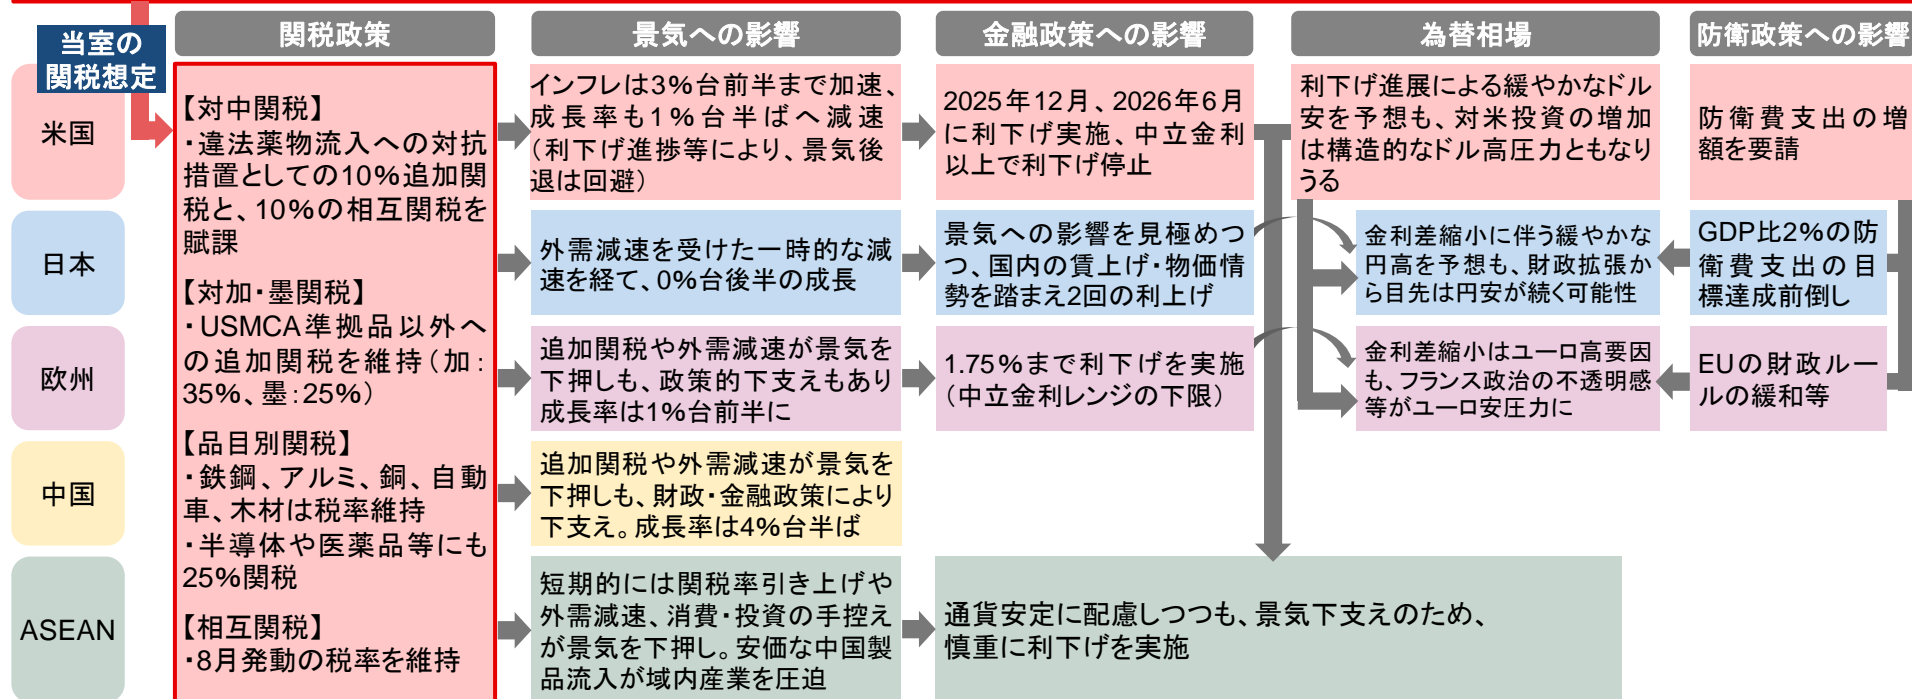 当室の
関税想定
関税政策
景気への影響
金融政策への影響
為替相場
防衛政策への影響
米国
【対中関税】
・違法薬物流入への対抗
措置としての10%追加関
税と、10%の相互関税を
賦課
【対加・墨関税】
・USMCA準拠品以外へ
の追加関税を維持（加：
35%、墨：25%）
【品目別関税】
・鉄鋼、アルミ、銅、自動
車、木材は税率維持
・半導体や医薬品等にも
25%関税
【相互関税】
・8月発動の税率を維持
インフレは3%台前半まで加速、
成長率も1%台半ばへ減速
（利下げ進捗等により、景気後
退は回避）
2025年12月、2026年6月
に利下げ実施、中立金利
以上で利下げ停止
利下げ進展による緩やかなドル
安を予想も、対米投資の増加
は構造的なドル高圧力ともなり
うる
防衛費支出の増
額を要請
日本
外需減速を受けた一時的な減
速を経て、0%台後半の成長
景気への影響を見極めつ
つ、国内の賃上げ・物価情
勢を踏まえ2回の利上げ
金利差縮小に伴う緩やかな
円高を予想も、財政拡張か
ら目先は円安が続く可能性
GDP比2%の防
衛費支出の目
標達成前倒し
欧州
追加関税や外需減速が景気を
下押しも、政策的下支えもあり
成長率は1%台前半に
1.75%まで利下げを実施
（中立金利レンジの下限）
金利差縮小はユーロ高要因
も、フランス政治の不透明感
等がユーロ安圧力に
EUの財政ルー
ルの緩和等
中国
追加関税や外需減速が景気を
下押しも、財政・金融政策により
下支え。成長率は4%台半ば
ASEAN
短期的には関税率引き上げや
外需減速、消費・投資の手控え
が景気を下押し。安価な中国製
品流入が域内産業を圧迫
通貨安定に配慮しつつも、景気下支えのため、
慎重に利下げを実施